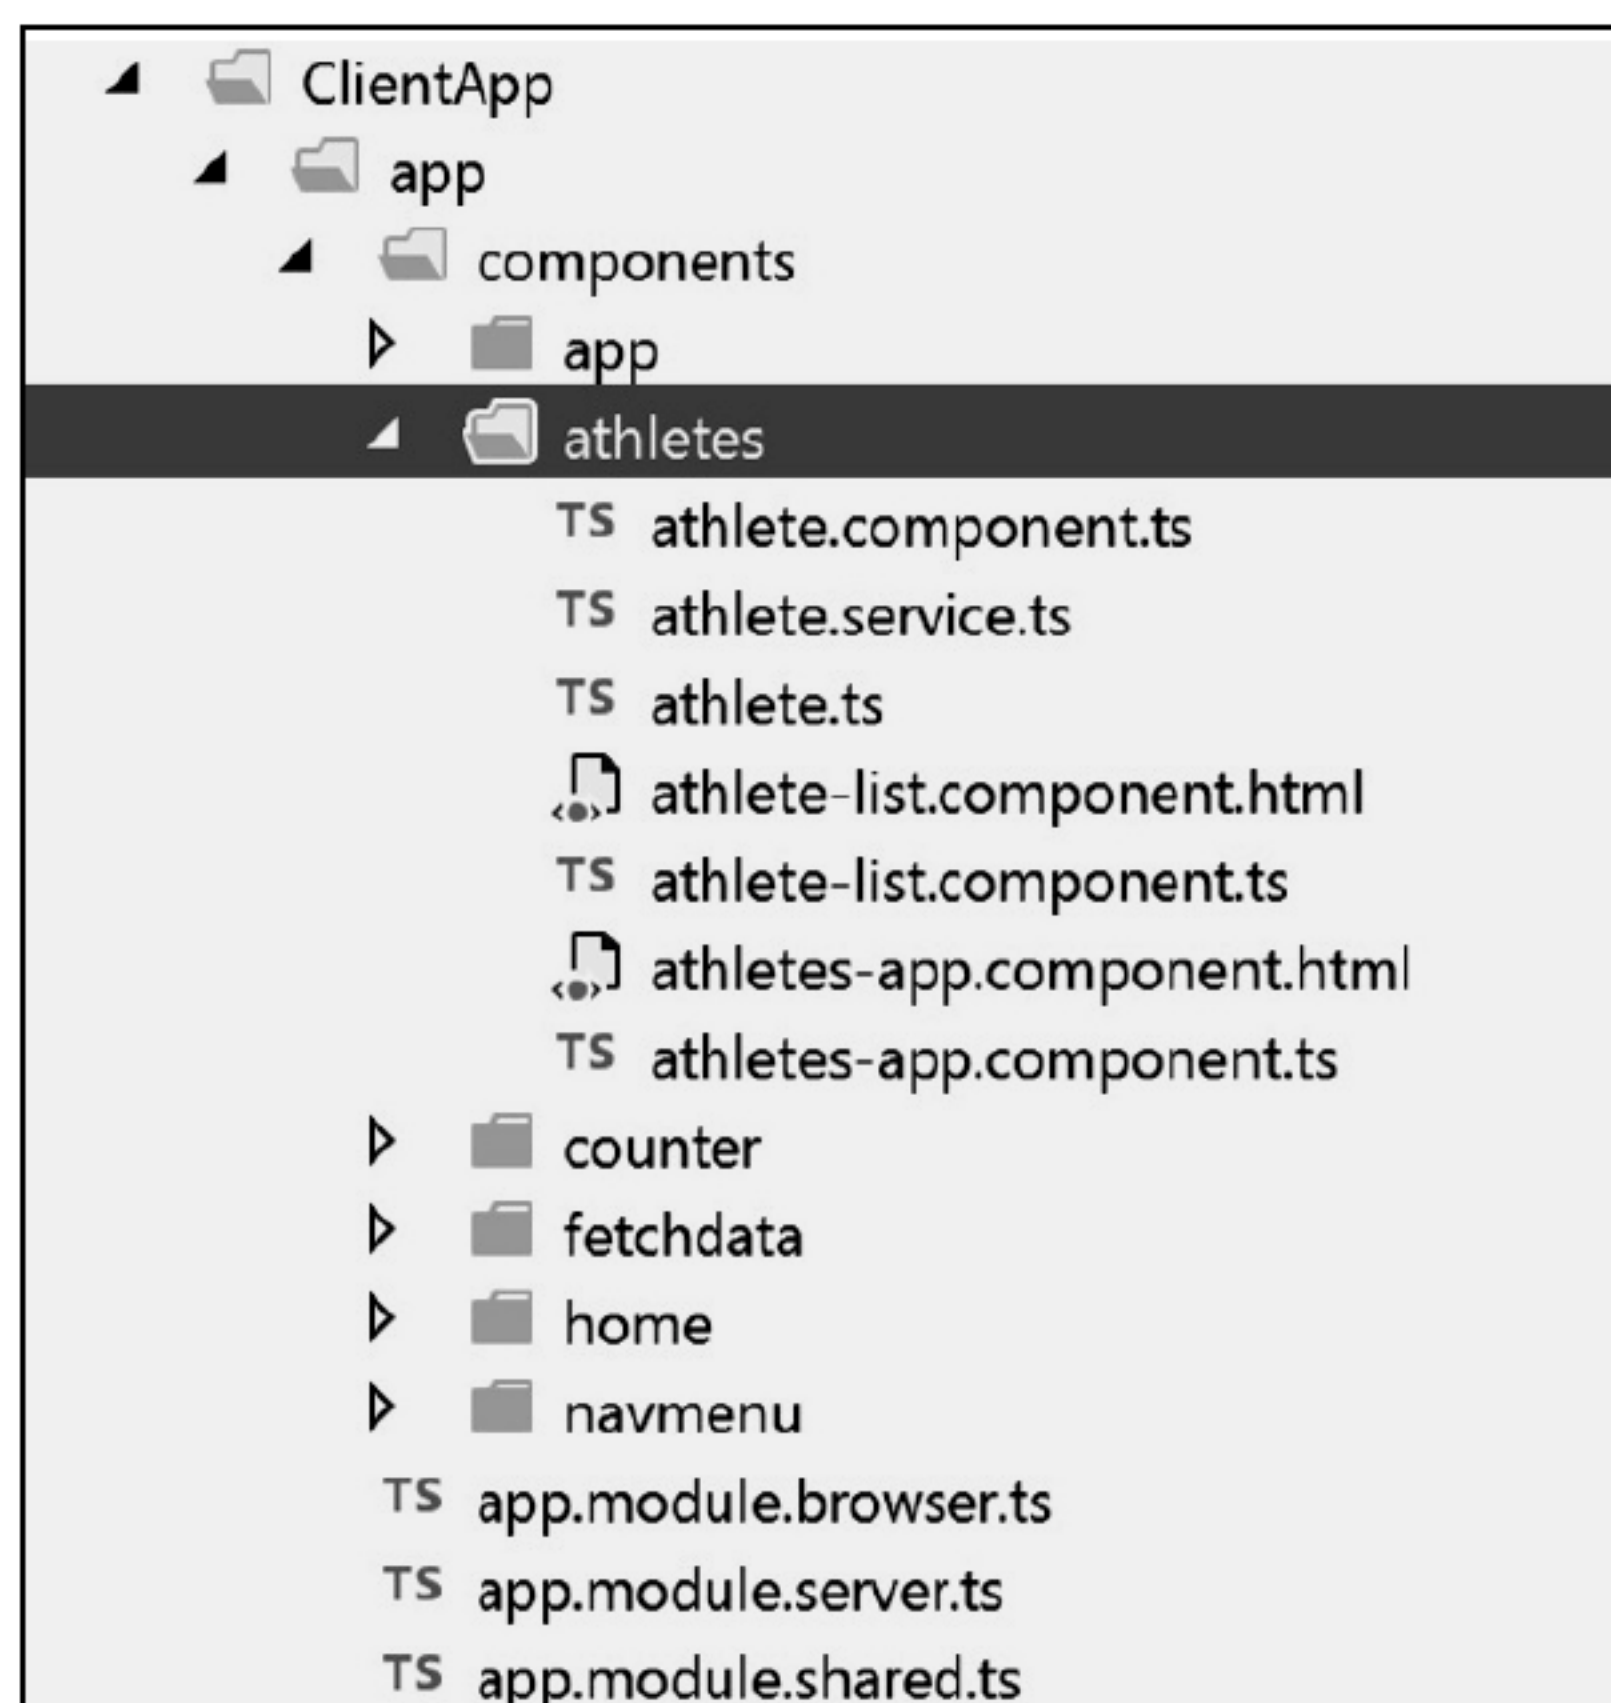 ClientApp
app
components
app
athletes
TS athlete.component.ts
TS athlete.service.ts
TS athlete.ts
athlete-list.component.html
TS athlete-list.component.ts
athletes-app.component.html
TS athletes-app.component.ts
counter
fetchdata
home
navmenu
TS app.module.browser.ts
TS app.module.server.ts
TS app.module.shared.ts